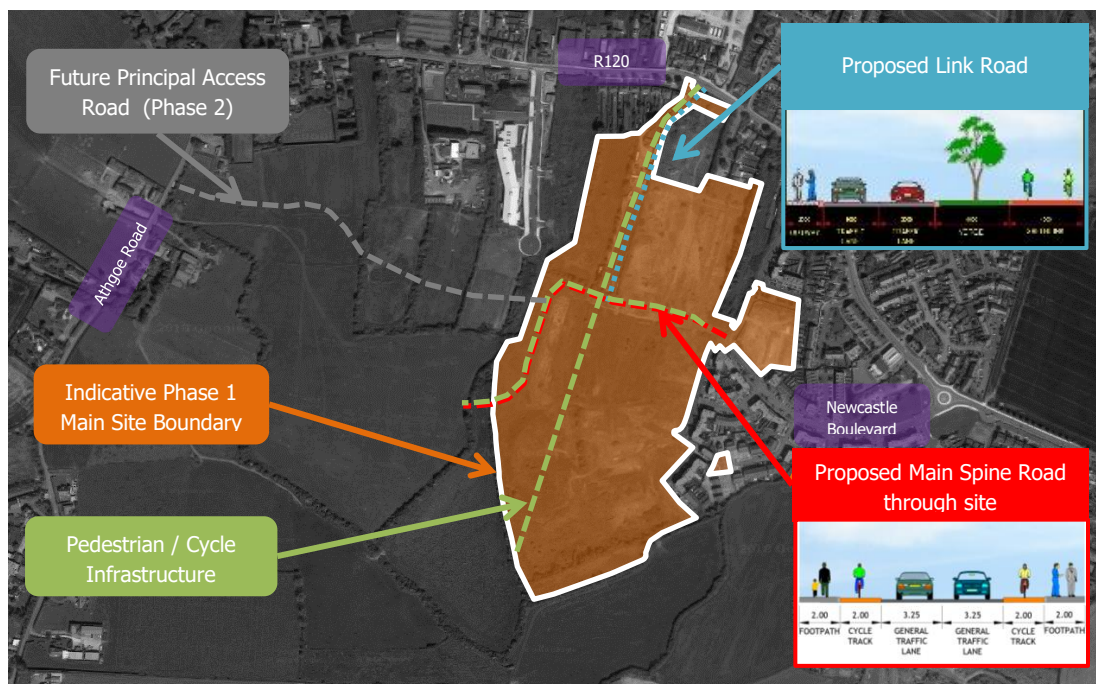 Future Principal Access
Road (Phase 2)
R120
Proposed Link Road
VERGE
Athgoe Road
Indicative Phase 1
Main Site Boundary
Newcastle
Boulevard
Pedestrian / Cycle
Infrastructure
Proposed Main Spine Road
through site
2.00 2.00 3.25 3.25 2.00 2.00
FOOTPATH CYCLE GENERAL GENERAL CYCLE FOOTPATH
TRACK TRAFFIC TRAFFIC TRACK
LANE LANE